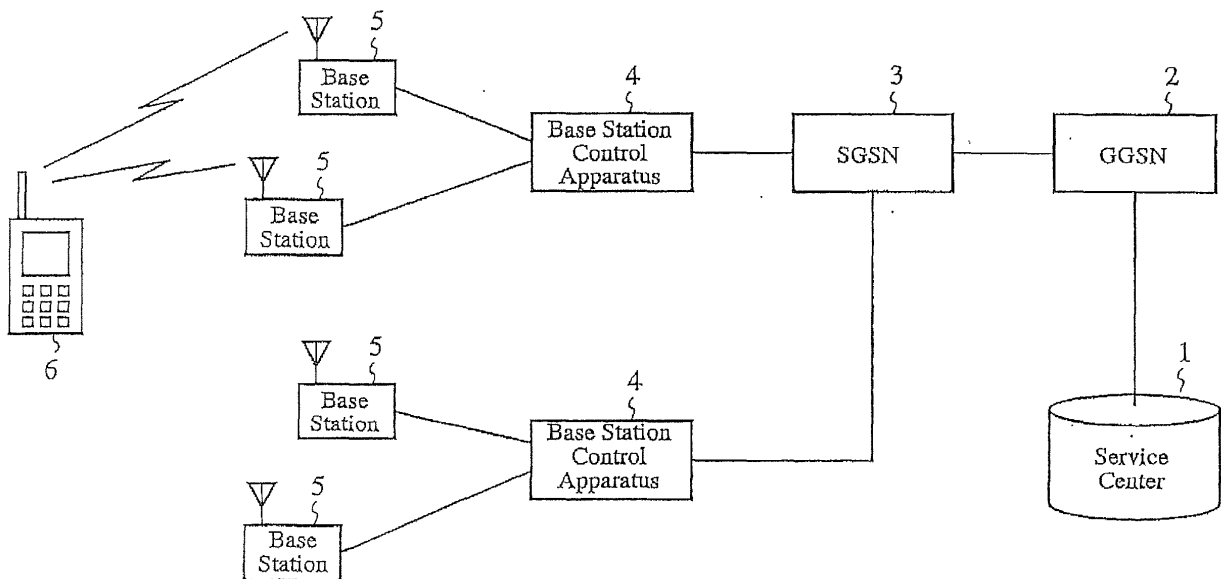 5
Base
Station
4
Base Station
Control
Apparatus
3
SGSN
2
GGSN
5
Base
Station
6
5
Base
Station
4
Base Station
Control
Apparatus
1
Service
Center
5
Base
Station